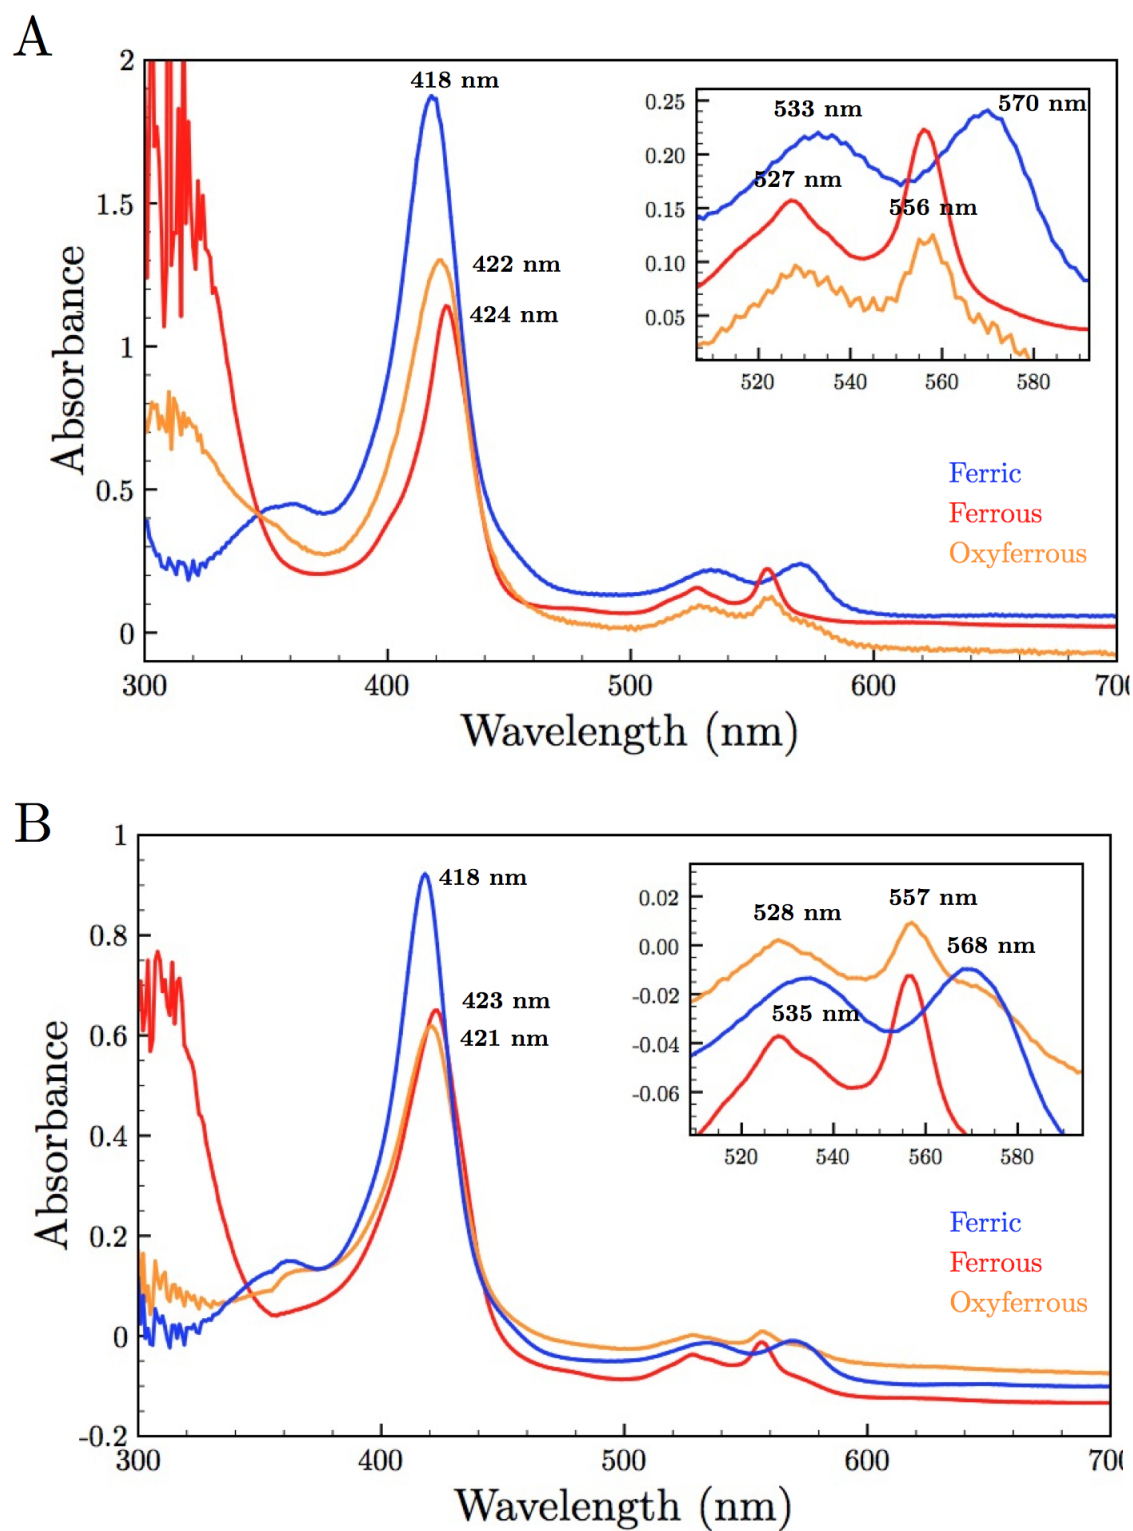 A
2
1.5
1
0.5
0
Absorbance
418 nm
422 nm
424 nm
0.25
0.20
0.15
0.10
0.05
533 nm
570 nm
527 nm
556 nm
520 540 560 580
Ferric
Ferrous
Oxyferrous
300 400 500 600 700
Wavelength (nm)
B
1
0.8
0.6
0.4
0.2
0
-0.2
Absorbance
418 nm
423 nm
421 nm
0.02
0.00
-0.02
-0.04
-0.06
528 nm
557 nm
568 nm
535 nm
520 540 560 580
Ferric
Ferrous
Oxyferrous
300 400 500 600 700
Wavelength (nm)